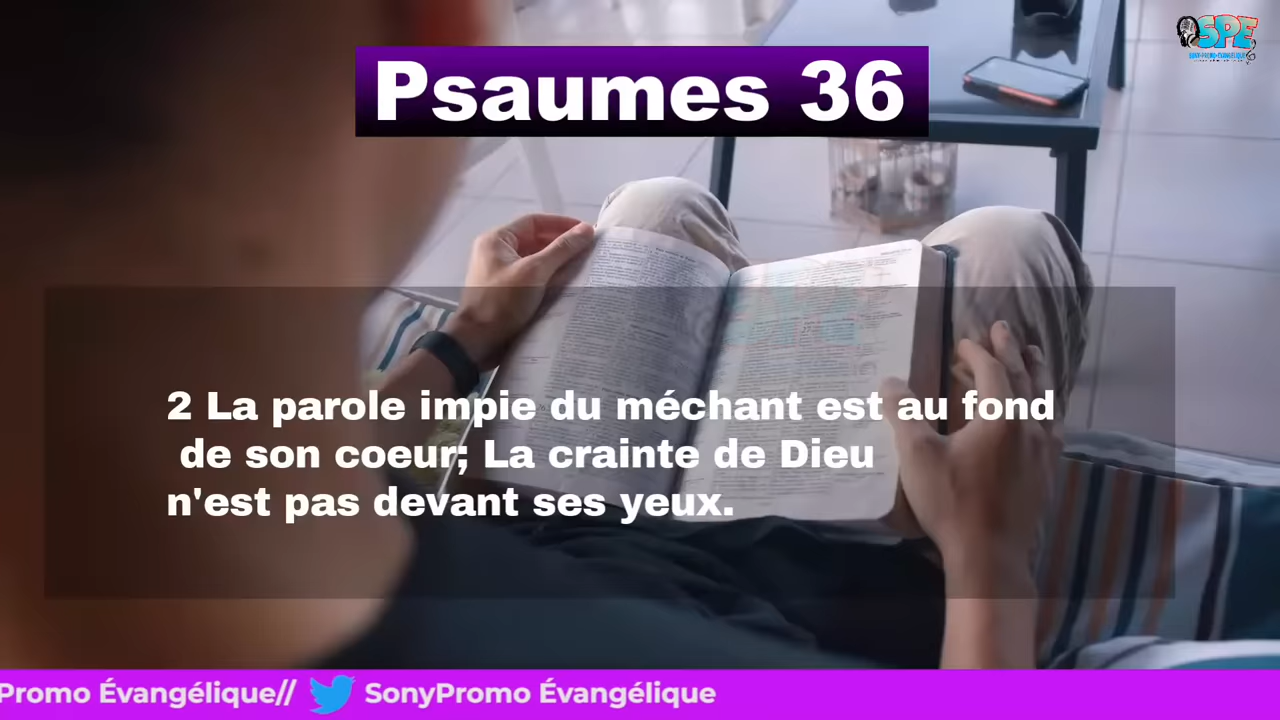 SPE
Psaumes 36
2 La parole impie du méchant est au fond
de son coeur; La crainte de Dieu
n'est pas devant ses yeux.
Promo Évangélique// SonyPromo Évangélique